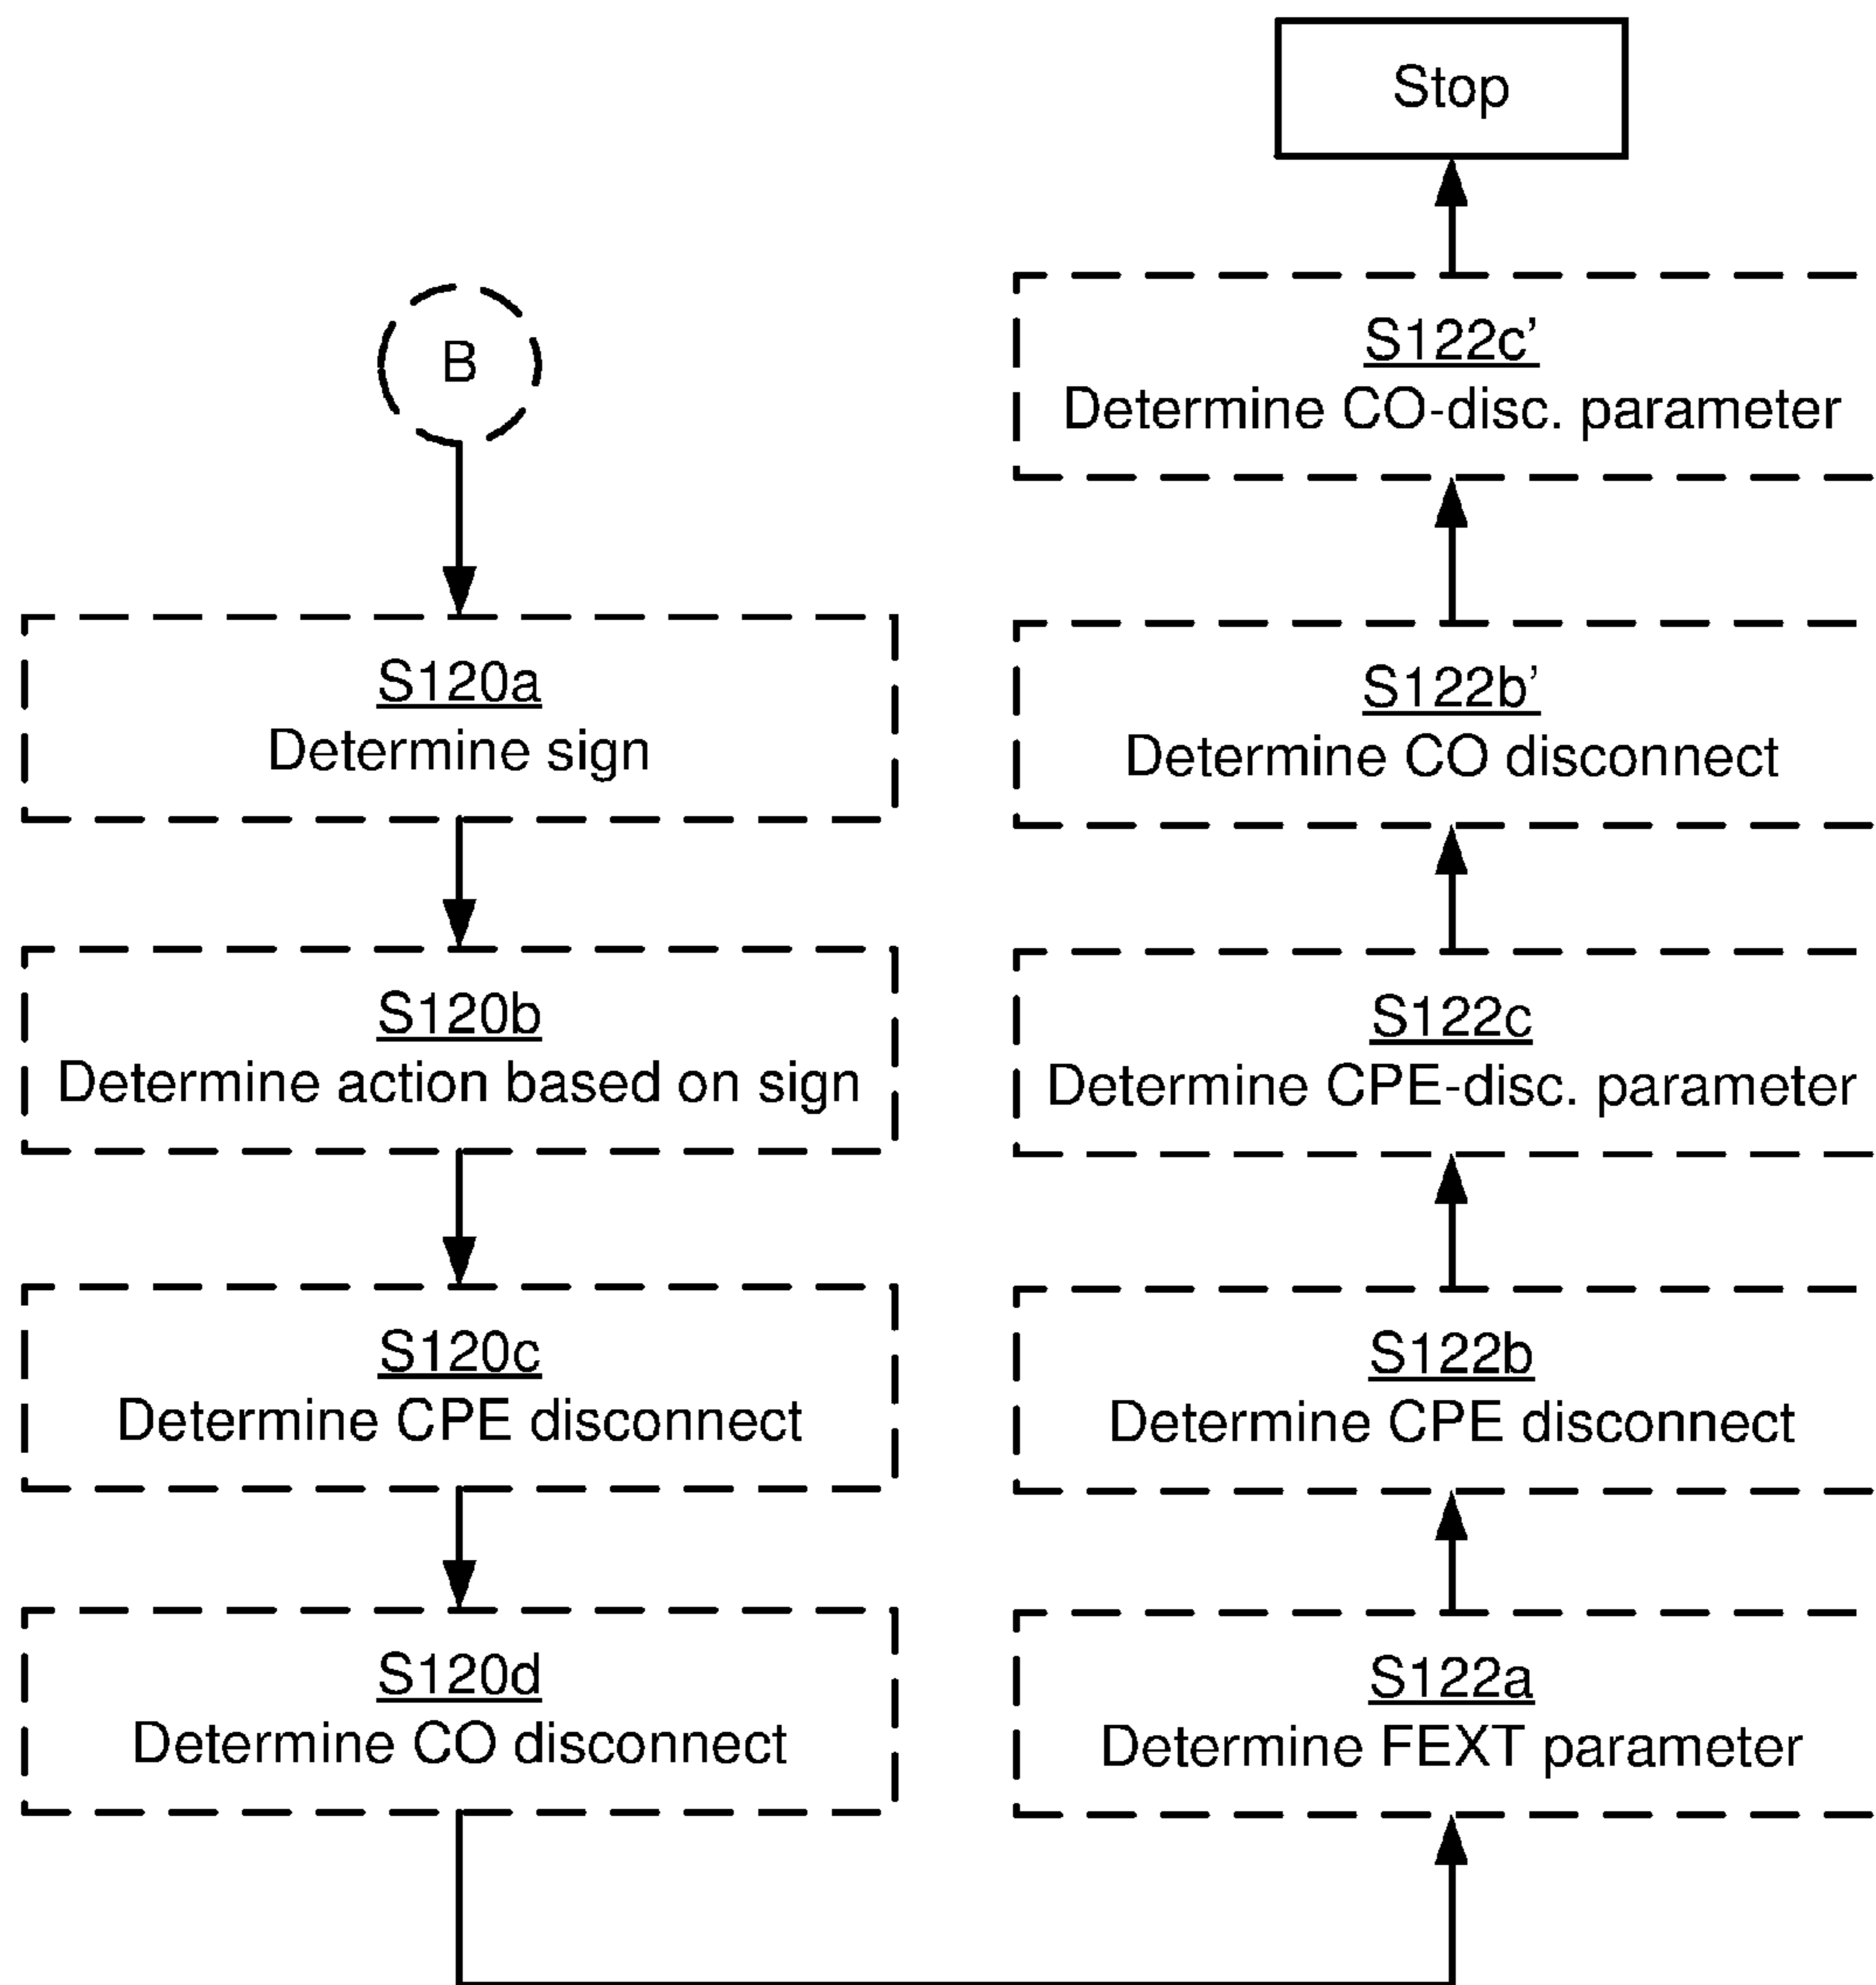 B
S120a
Determine sign
S120b
Determine action based on sign
S120c
Determine CPE disconnect
S120d
Determine CO disconnect
S122a
Determine FEXT parameter
S122b
Determine CPE disconnect
S122c
Determine CPE-disc. parameter
S122b’
Determine CO disconnect
S122c’
Determine CO-disc. parameter
Stop